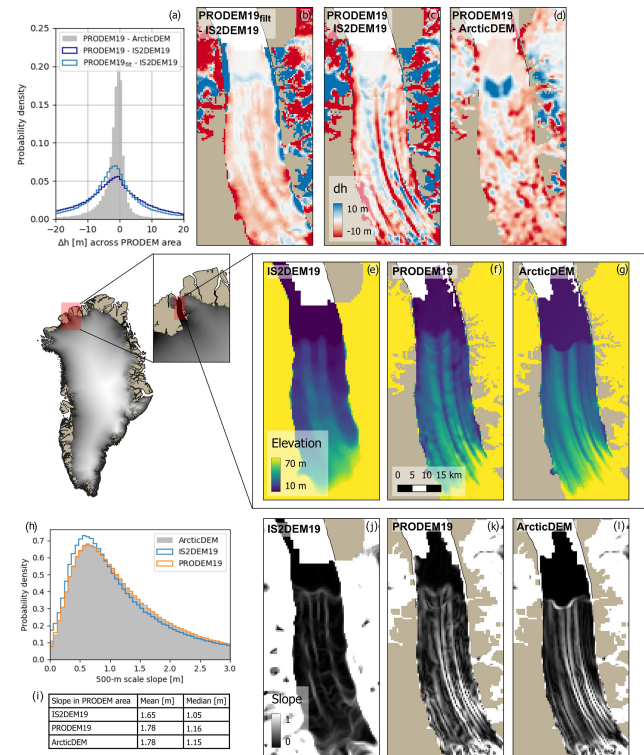 (a)
0.25
0.20
0.15
0.10
0.05
0.00
Probability density
PRODEM19 - ArcticDEM
PRODEM19 - IS2DEM19
PRODEM19filt - IS2DEM19
−20 −10 0 10 20
Δh [m] across PRODEM area
PRODEM19filt
- IS2DEM19
(b)
PRODEM19
- IS2DEM19
(c)
dh
10 m
-10 m
PRODEM19
- ArcticDEM
(d)
IS2DEM19
(e)
Elevation
70 m
10 m
PRODEM19
(f)
0 5 10 15 km
ArcticDEM
(g)
(h)
0.7
0.6
0.5
0.4
0.3
0.2
0.1
0.0
Probability density
ArcticDEM
IS2DEM19
PRODEM19
0.0 0.5 1.0 1.5 2.0 2.5 3.0
500-m scale slope [m]
(i)
Slope in PRODEM area Mean [m] Median [m]
IS2DEM19 1.65 1.05
PRODEM19 1.78 1.16
ArcticDEM 1.78 1.15
IS2DEM19
(j)
Slope
1
0
PRODEM19
(k)
ArcticDEM
(l)